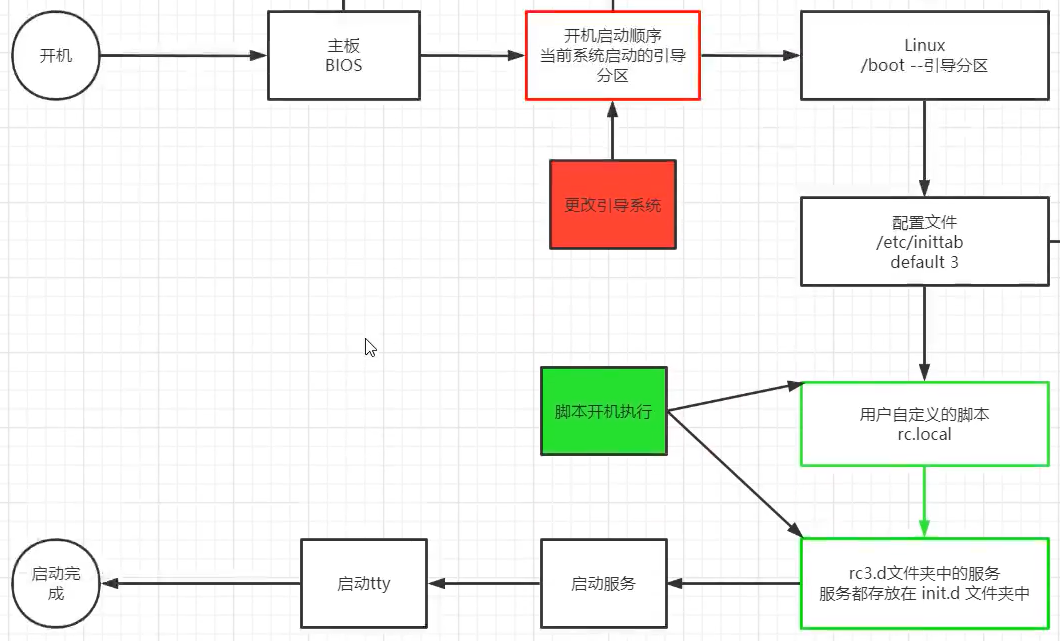 开机
主板
BIOS
开机启动顺序
当前系统启动的引导
分区
Linux
/boot --引导分区
更改引导系统
配置文件
/etc/inittab
default 3
脚本开机执行
用户自定义的脚本
rc.local
启动完
成
启动tty
启动服务
rc3.d文件夹中的服务
服务都存放在 init.d 文件夹中